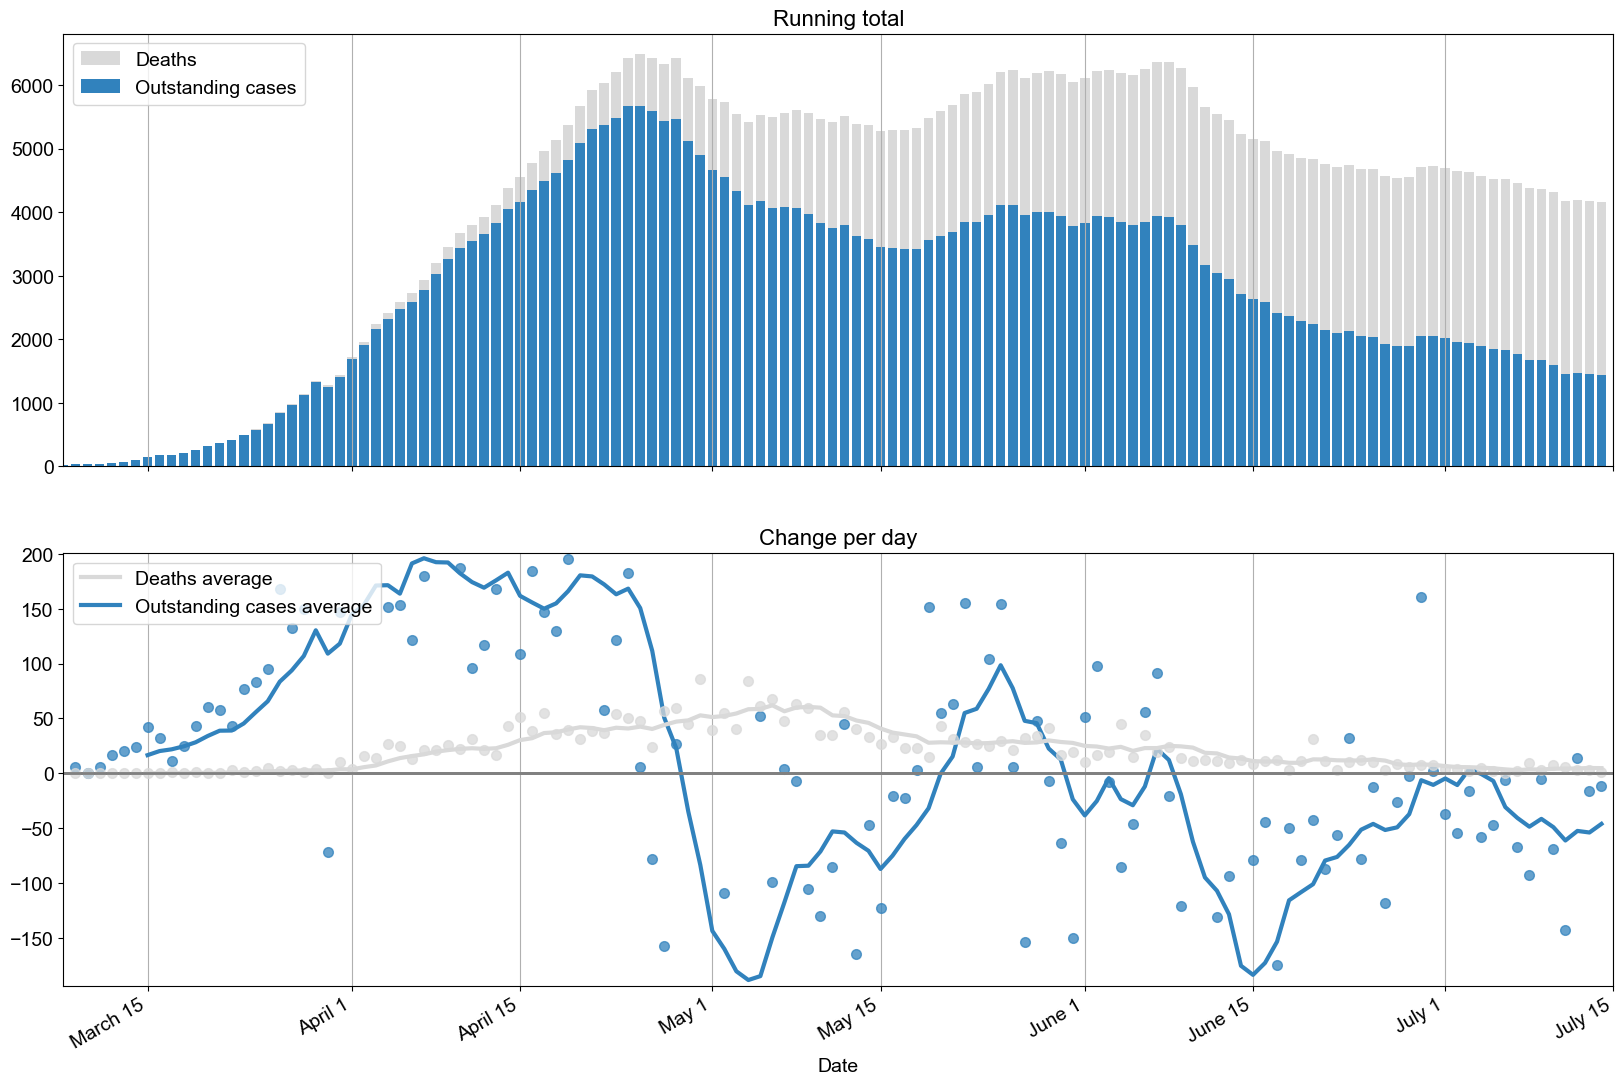 Running total
Deaths
Outstanding cases
6000
5000
4000
3000
2000
1000
0
Change per day
Deaths average
Outstanding cases average
200
150
100
50
0
−50
−100
−150
March 15
April 1
April 15
May 1
May 15
June 1
June 15
July 1
July 15
Date